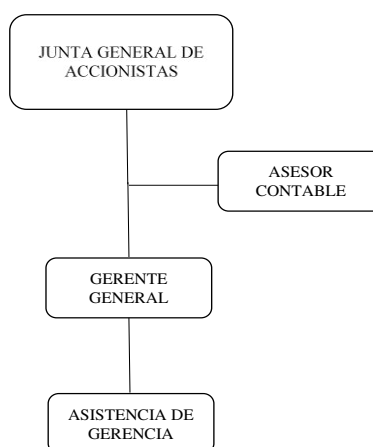 JUNTA GENERAL DE
ACCIONISTAS
ASESOR
CONTABLE
GERENTE
GENERAL
ASISTENCIA DE
GERENCIA